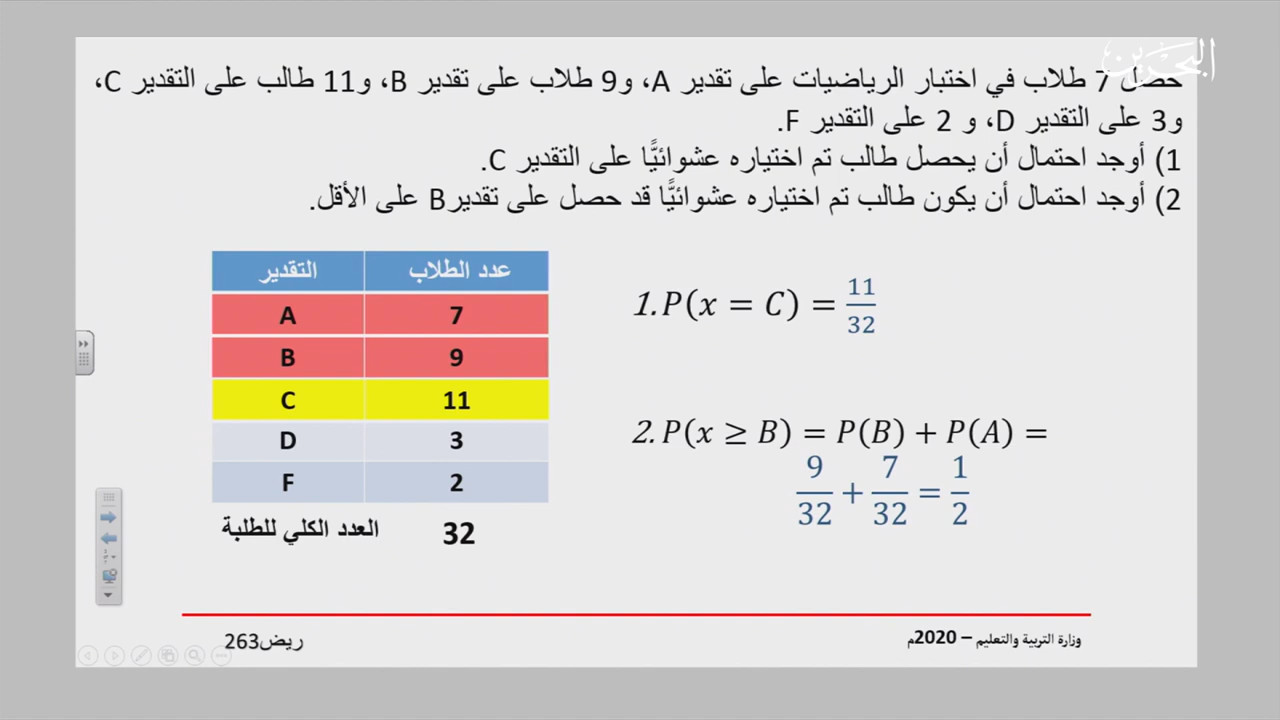 البحرين
حصل 7 طلاب في اختبار الرياضيات على تقدير A، و9 طلاب على تقدير B، و11 طالب على التقدير C،
و3 على التقدير D، و 2 على التقدير F.
1) أوجد احتمال أن يحصل طالب تم اختياره عشوائيًّا على التقدير C.
2) أوجد احتمال أن يكون طالب تم اختياره عشوائيًّا قد حصل على تقديرB على الأقل.
التقدير عدد الطلاب
A 7
B 9
C 11
D 3
F 2
العدد الكلي للطلبة 32
1. P(x = C) = 11/32
2. P(x ≥ B) = P(B) + P(A) =
9/32 + 7/32 = 1/2
ريض263
وزارة التربية والتعليم – 2020م